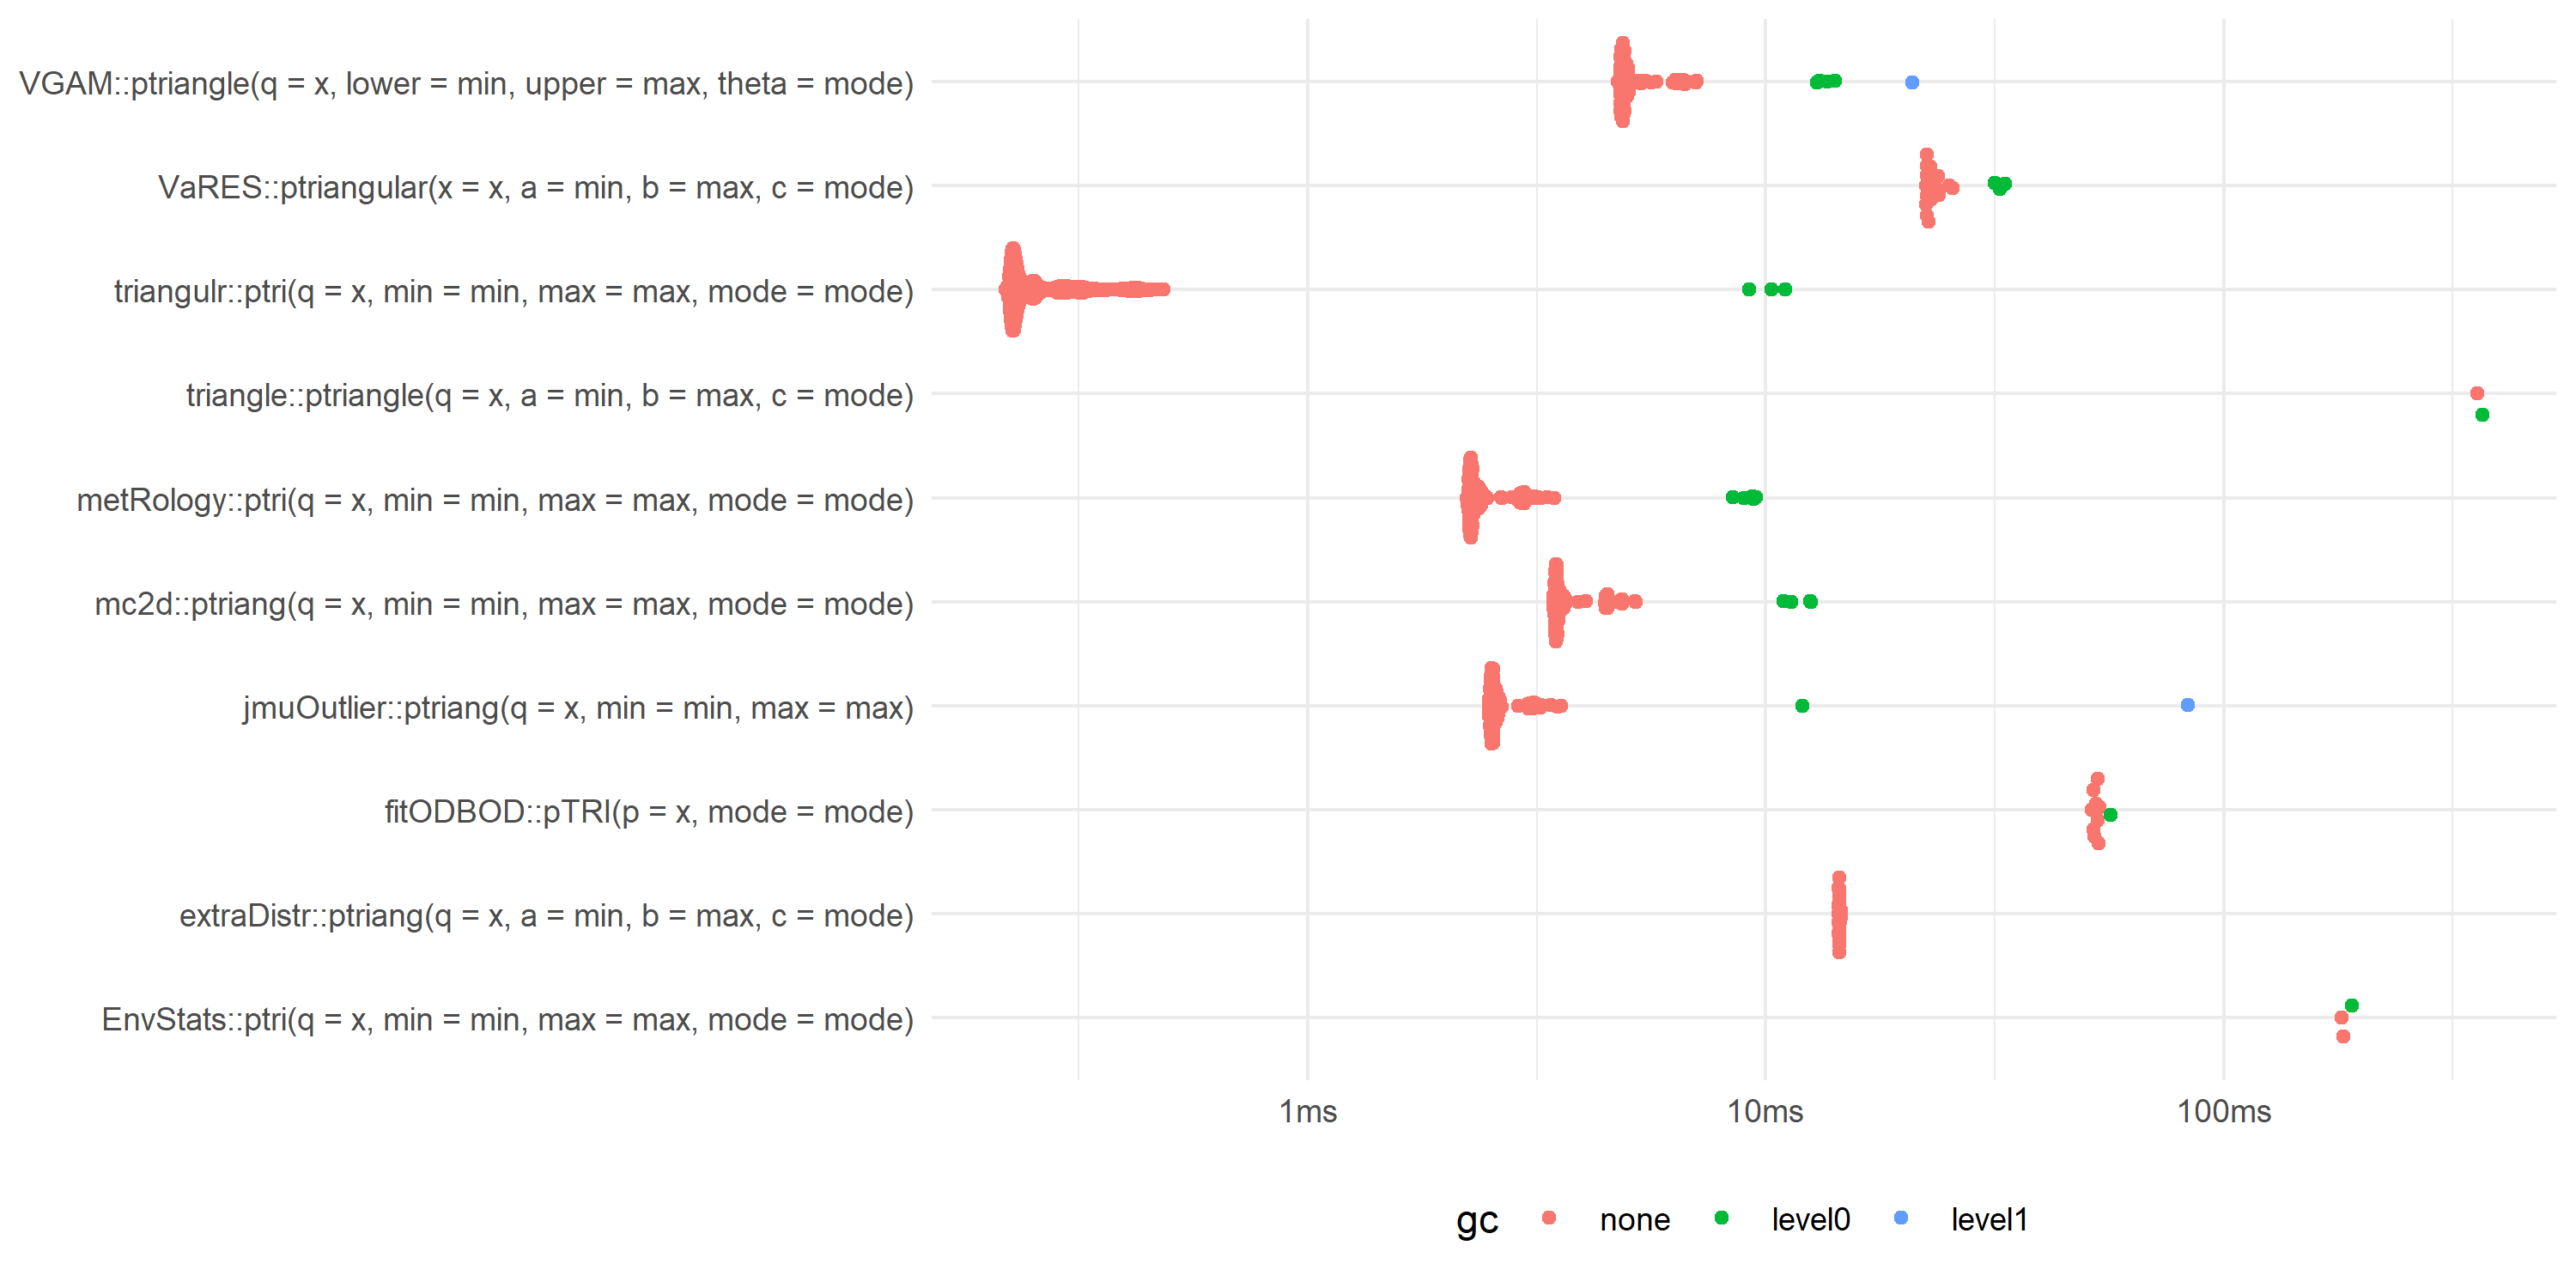 VGAM::ptriangle(q = x, lower = min, upper = max, theta = mode)
VaRES::ptriangular(x = x, a = min, b = max, c = mode)
triangulr::ptri(q = x, min = min, max = max, mode = mode)
triangle::ptriangle(q = x, a = min, b = max, c = mode)
metRology::ptri(q = x, min = min, max = max, mode = mode)
mc2d::ptriang(q = x, min = min, max = max, mode = mode)
jmuOutlier::ptriang(q = x, min = min, max = max)
fitODBOD::pTRI(p = x, mode = mode)
extraDistr::ptriang(q = x, a = min, b = max, c = mode)
EnvStats::ptri(q = x, min = min, max = max, mode = mode)
1ms 10ms 100ms
gc none level0 level1